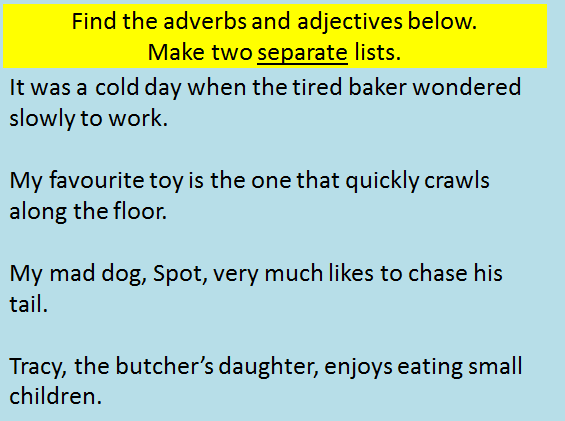 Find the adverbs and adjectives below.
Make two separate lists.
It was a cold day when the tired baker wondered
slowly to work.
My favourite toy is the one that quickly crawls
along the floor.
My mad dog, Spot, very much likes to chase his
tail.
Tracy, the butcher’s daughter, enjoys eating small
children.